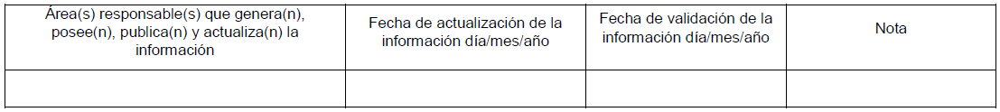 Área(s) responsable(s) que genera(n),
posee(n), publica(n) y actualiza(n) la
información
Fecha de actualización de la
información día/mes/año
Fecha de validación de la
información día/mes/año
Nota